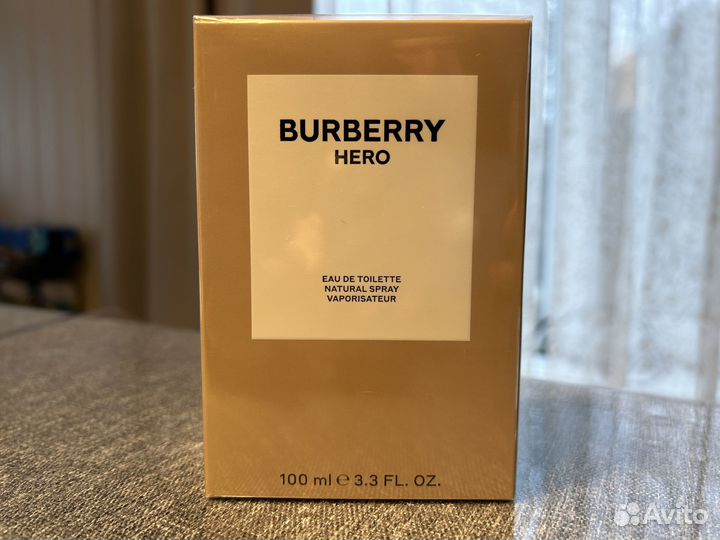 BURBERRY
HERO
EAU DE TOILETTE
NATURAL SPRAY
VAPORISATEUR
100 ml ℮ 3.3 FL. OZ.
Avito